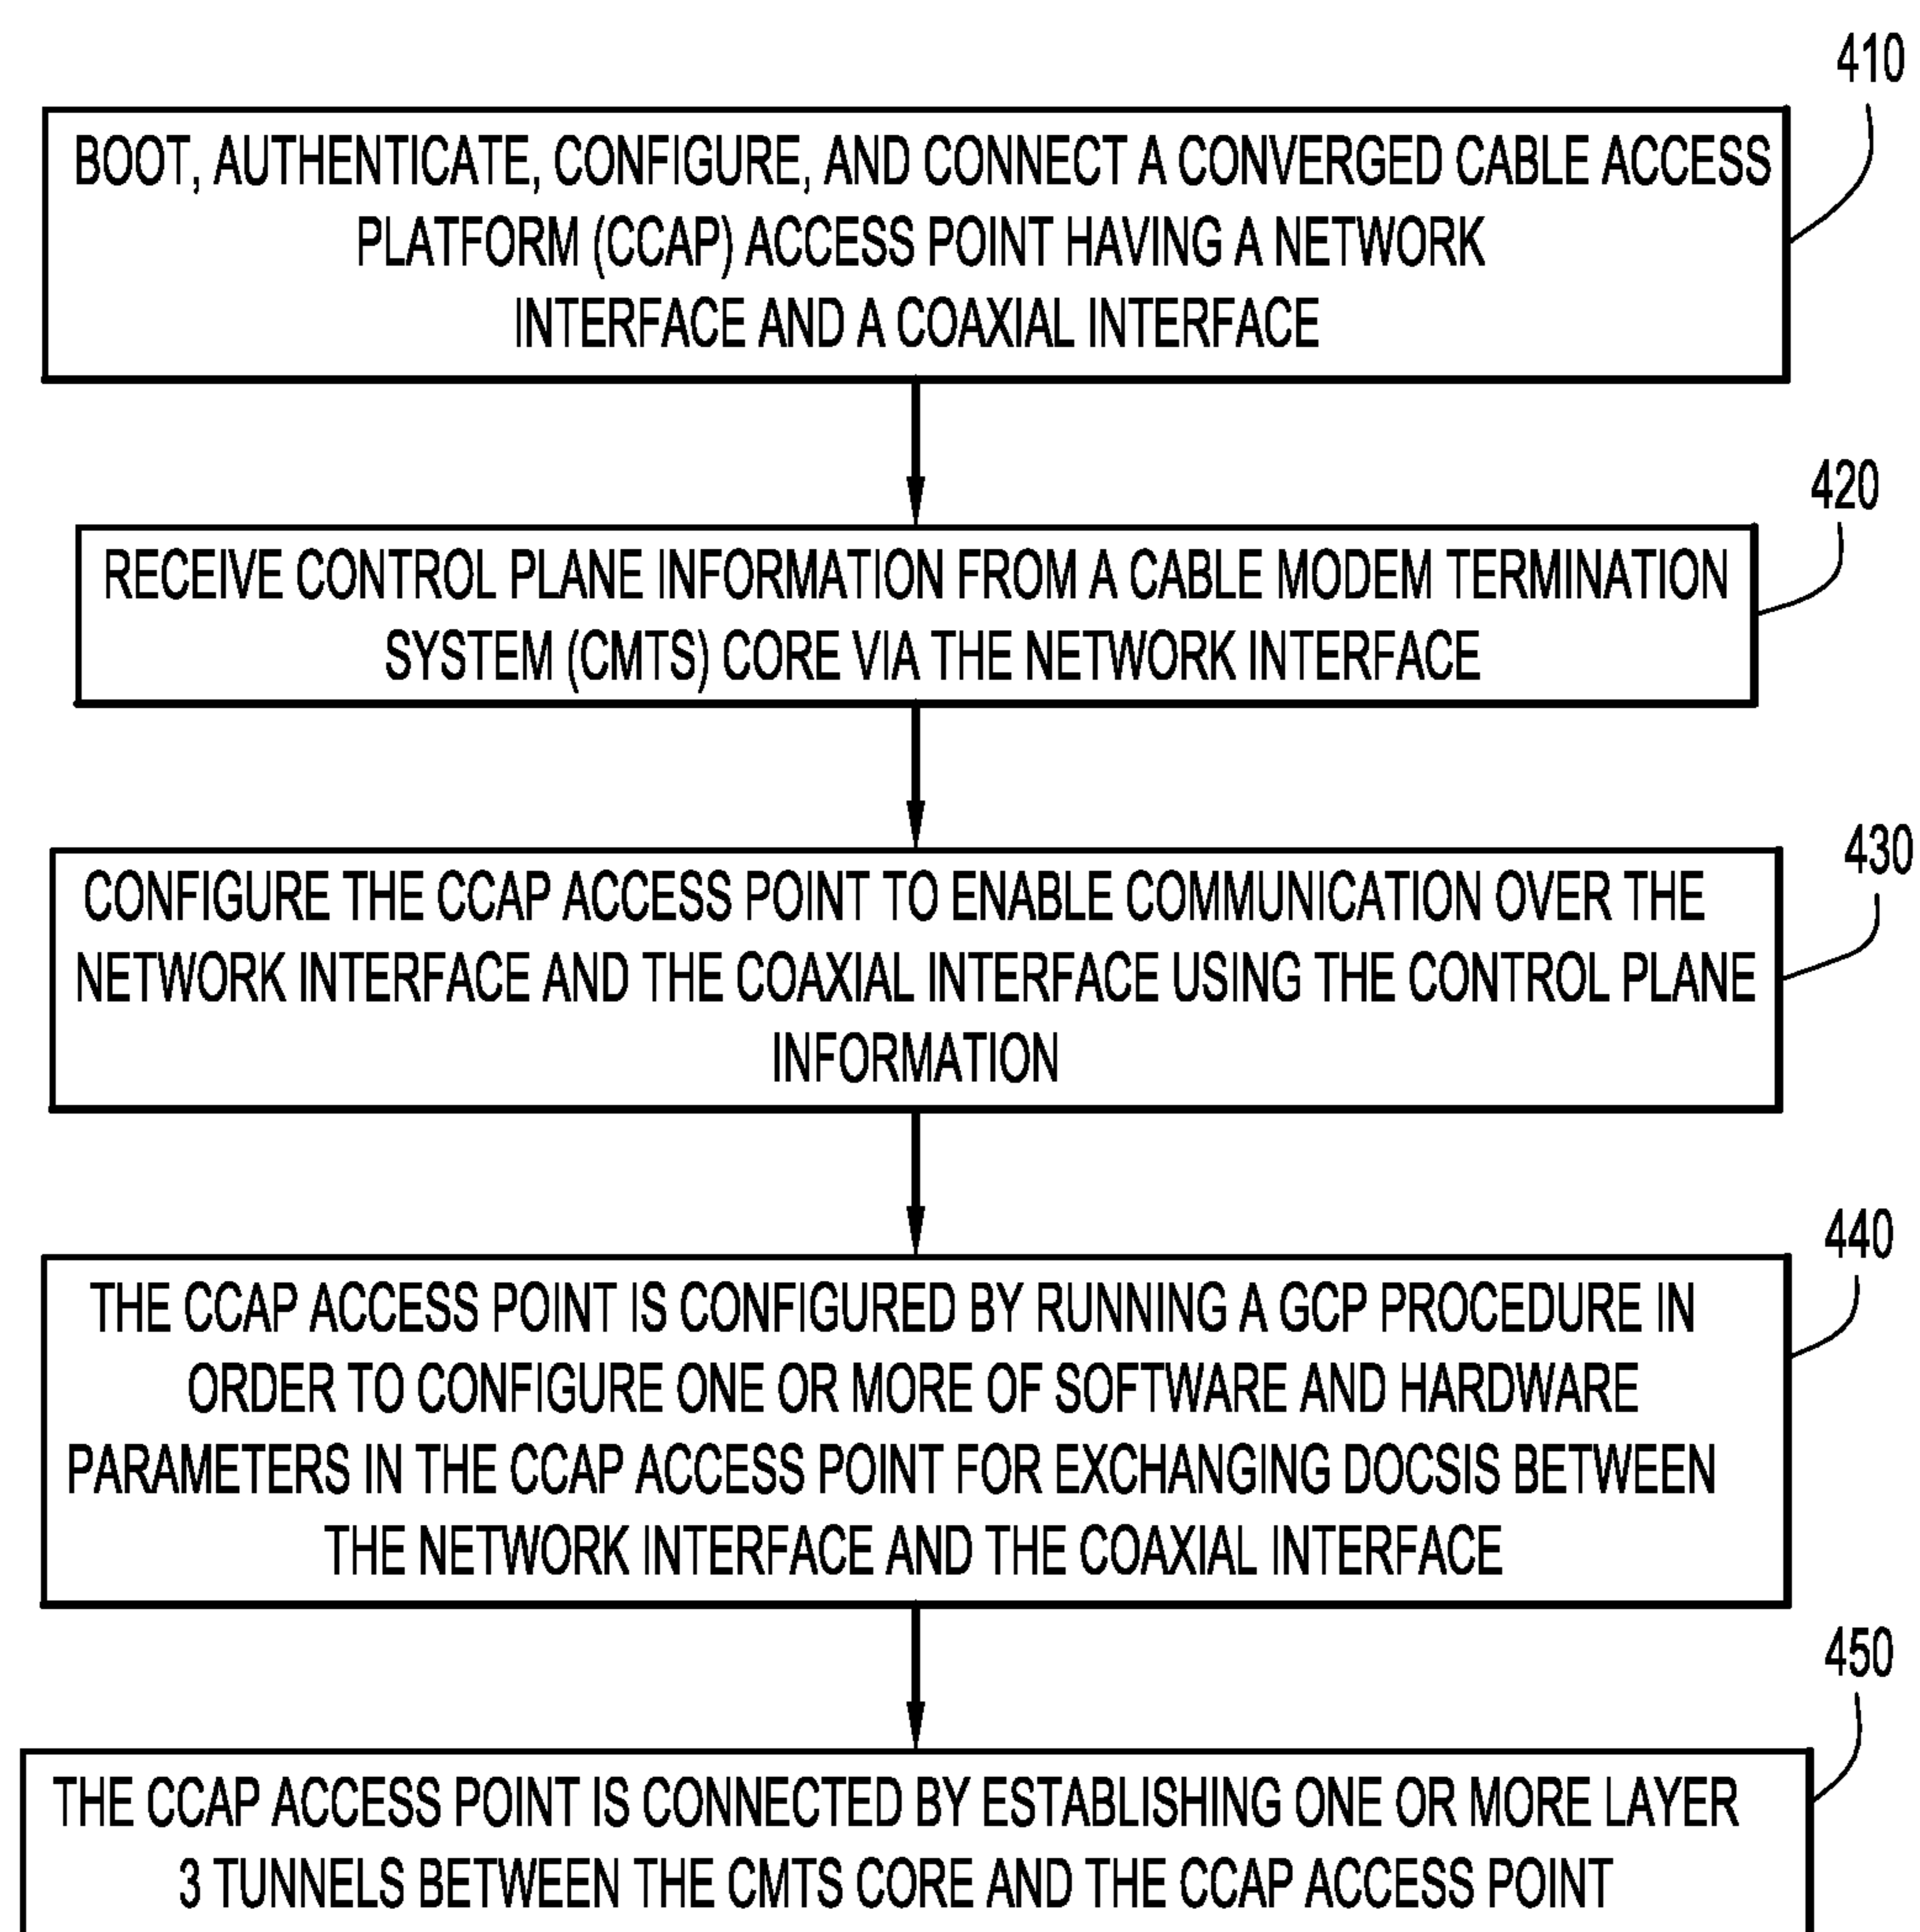 410
BOOT, AUTHENTICATE, CONFIGURE, AND CONNECT A CONVERGED CABLE ACCESS
PLATFORM (CCAP) ACCESS POINT HAVING A NETWORK
INTERFACE AND A COAXIAL INTERFACE
420
RECEIVE CONTROL PLANE INFORMATION FROM A CABLE MODEM TERMINATION
SYSTEM (CMTS) CORE VIA THE NETWORK INTERFACE
430
CONFIGURE THE CCAP ACCESS POINT TO ENABLE COMMUNICATION OVER THE
NETWORK INTERFACE AND THE COAXIAL INTERFACE USING THE CONTROL PLANE
INFORMATION
440
THE CCAP ACCESS POINT IS CONFIGURED BY RUNNING A GCP PROCEDURE IN
ORDER TO CONFIGURE ONE OR MORE OF SOFTWARE AND HARDWARE
PARAMETERS IN THE CCAP ACCESS POINT FOR EXCHANGING DOCSIS BETWEEN
THE NETWORK INTERFACE AND THE COAXIAL INTERFACE
450
THE CCAP ACCESS POINT IS CONNECTED BY ESTABLISHING ONE OR MORE LAYER
3 TUNNELS BETWEEN THE CMTS CORE AND THE CCAP ACCESS POINT